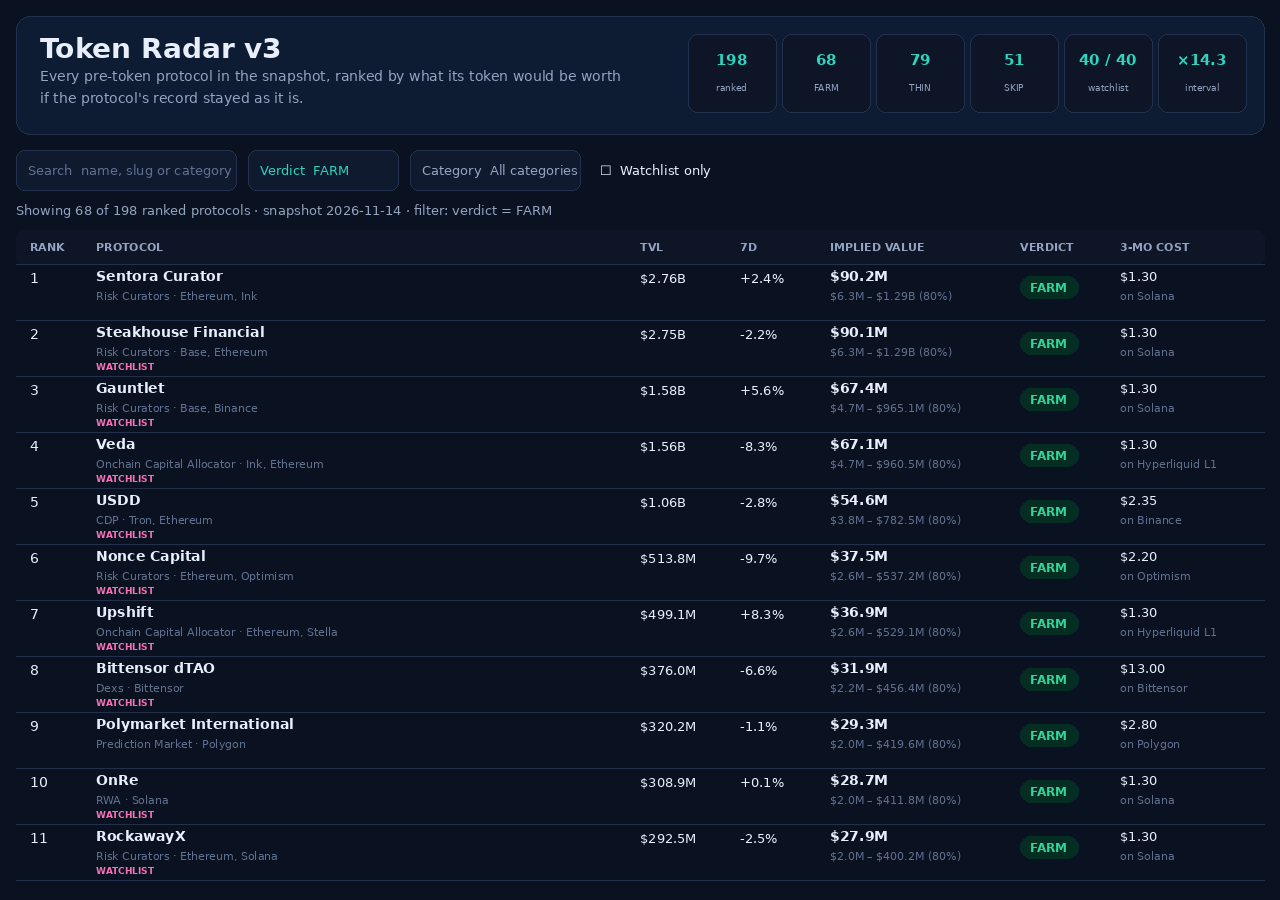 Token Radar v3
Every pre-token protocol in the snapshot, ranked by what its token would be worth
if the protocol's record stayed as it is.
198 68 79 51 40 / 40 ×14.3
ranked FARM THIN SKIP watchlist interval
Search name, slug or category Verdict FARM Category All categories ☐ Watchlist only
Showing 68 of 198 ranked protocols · snapshot 2026-11-14 · filter: verdict = FARM
RANK PROTOCOL TVL 7D IMPLIED VALUE VERDICT 3-MO COST
1 Sentora Curator $2.76B +2.4% $90.2M FARM $1.30
Risk Curators · Ethereum, Ink $6.3M – $1.29B (80%) on Solana
2 Steakhouse Financial $2.75B -2.2% $90.1M FARM $1.30
Risk Curators · Base, Ethereum $6.3M – $1.29B (80%) on Solana
WATCHLIST
3 Gauntlet $1.58B +5.6% $67.4M FARM $1.30
Risk Curators · Base, Binance $4.7M – $965.1M (80%) on Solana
WATCHLIST
4 Veda $1.56B -8.3% $67.1M FARM $1.30
Onchain Capital Allocator · Ink, Ethereum $4.7M – $960.5M (80%) on Hyperliquid L1
WATCHLIST
5 USDD $1.06B -2.8% $54.6M FARM $2.35
CDP · Tron, Ethereum $3.8M – $782.5M (80%) on Binance
WATCHLIST
6 Nonce Capital $513.8M -9.7% $37.5M FARM $2.20
Risk Curators · Ethereum, Optimism $2.6M – $537.2M (80%) on Optimism
WATCHLIST
7 Upshift $499.1M +8.3% $36.9M FARM $1.30
Onchain Capital Allocator · Ethereum, Stella $2.6M – $529.1M (80%) on Hyperliquid L1
WATCHLIST
8 Bittensor dTAO $376.0M -6.6% $31.9M FARM $13.00
Dexs · Bittensor $2.2M – $456.4M (80%) on Bittensor
WATCHLIST
9 Polymarket International $320.2M -1.1% $29.3M FARM $2.80
Prediction Market · Polygon $2.0M – $419.6M (80%) on Polygon
10 OnRe $308.9M +0.1% $28.7M FARM $1.30
RWA · Solana $2.0M – $411.8M (80%) on Solana
WATCHLIST
11 RockawayX $292.5M -2.5% $27.9M FARM $1.30
Risk Curators · Ethereum, Solana $2.0M – $400.2M (80%) on Solana
WATCHLIST